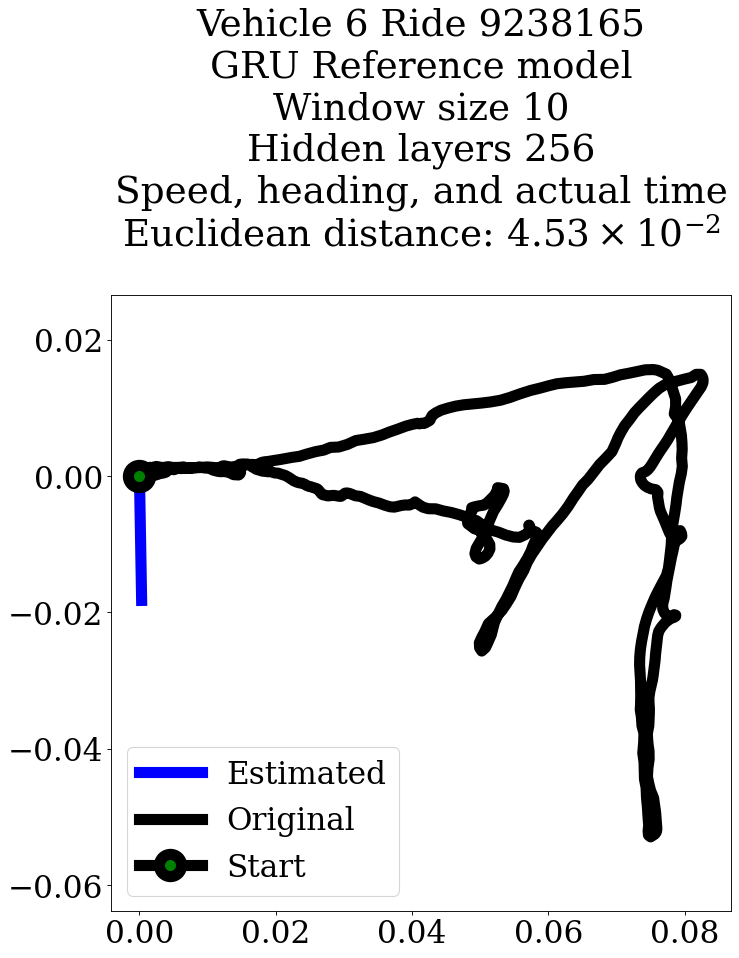 Vehicle 6 Ride 9238165
GRU Reference model
Window size 10
Hidden layers 256
Speed, heading, and actual time
Euclidean distance: 4.53 × 10⁻²
0.02
0.00
−0.02
−0.04
−0.06
Estimated
Original
Start
0.00 0.02 0.04 0.06 0.08